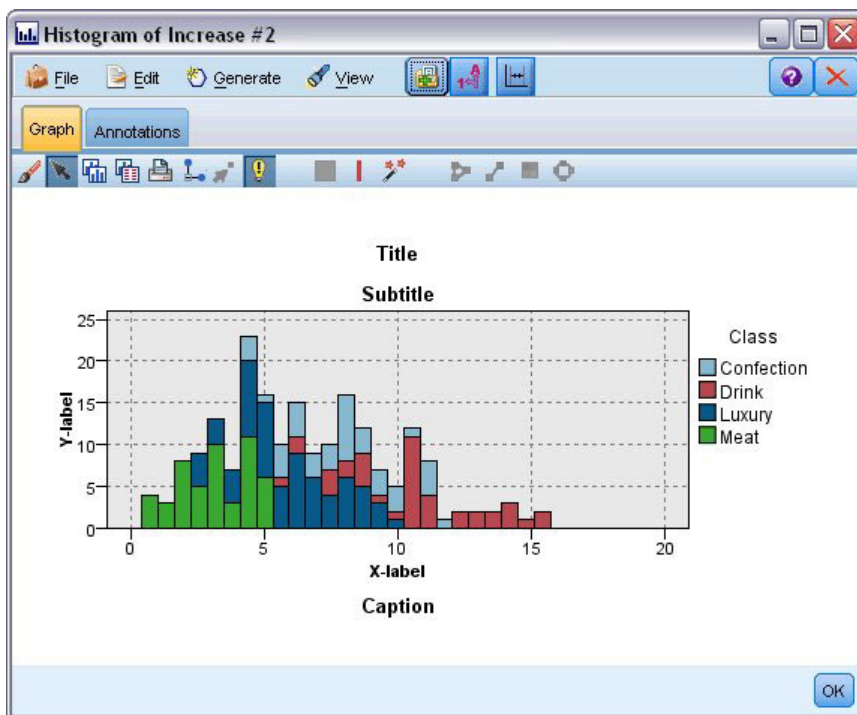 Histogram of Increase #2
File Edit Generate View
Graph Annotations
Title
Subtitle
25
20
15
10
5
0
Y-label
0 5 10 15 20
X-label
Caption
Class
Confection
Drink
Luxury
Meat
OK